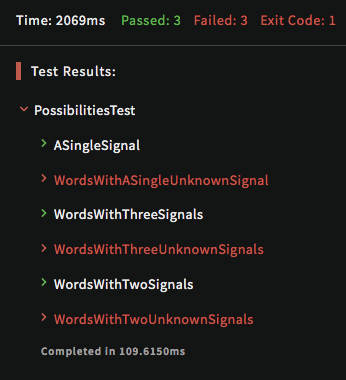 Time: 2069ms Passed: 3 Failed: 3 Exit Code: 1
Test Results:
PossibilitiesTest
ASingleSignal
WordsWithASingleUnknownSignal
WordsWithThreeSignals
WordsWithThreeUnknownSignals
WordsWithTwoSignals
WordsWithTwoUnknownSignals
Completed in 109.6150ms